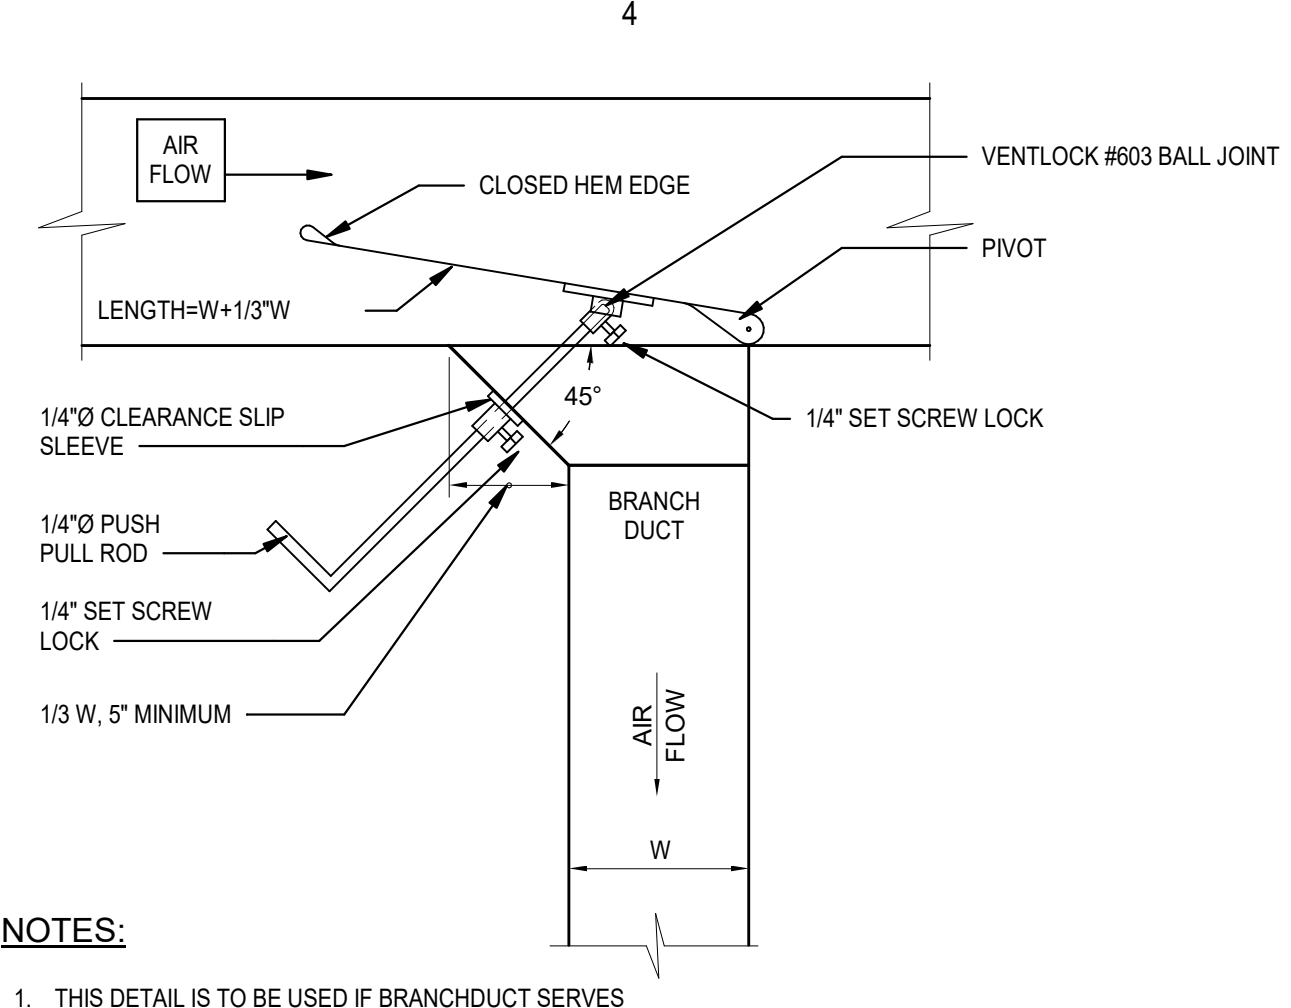 4
AIR
FLOW
VENTLOCK #603 BALL JOINT
CLOSED HEM EDGE
PIVOT
LENGTH=W+1/3"W
45°
1/4"Ø CLEARANCE SLIP
SLEEVE
1/4" SET SCREW LOCK
1/4"Ø PUSH
PULL ROD
BRANCH
DUCT
1/4" SET SCREW
LOCK
1/3 W, 5" MINIMUM
AIR
FLOW
W
NOTES:
1. THIS DETAIL IS TO BE USED IF BRANCHDUCT SERVES